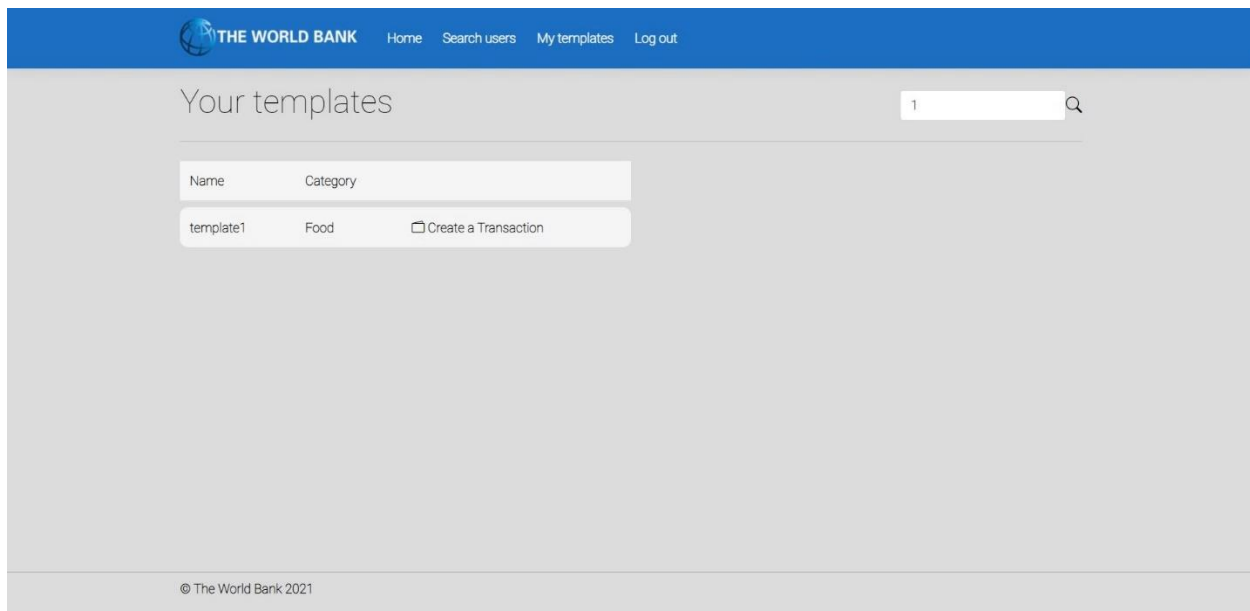 THE WORLD BANK Home Search users My templates Log out
Your templates
1
Name Category
template1 Food Create a Transaction
© The World Bank 2021